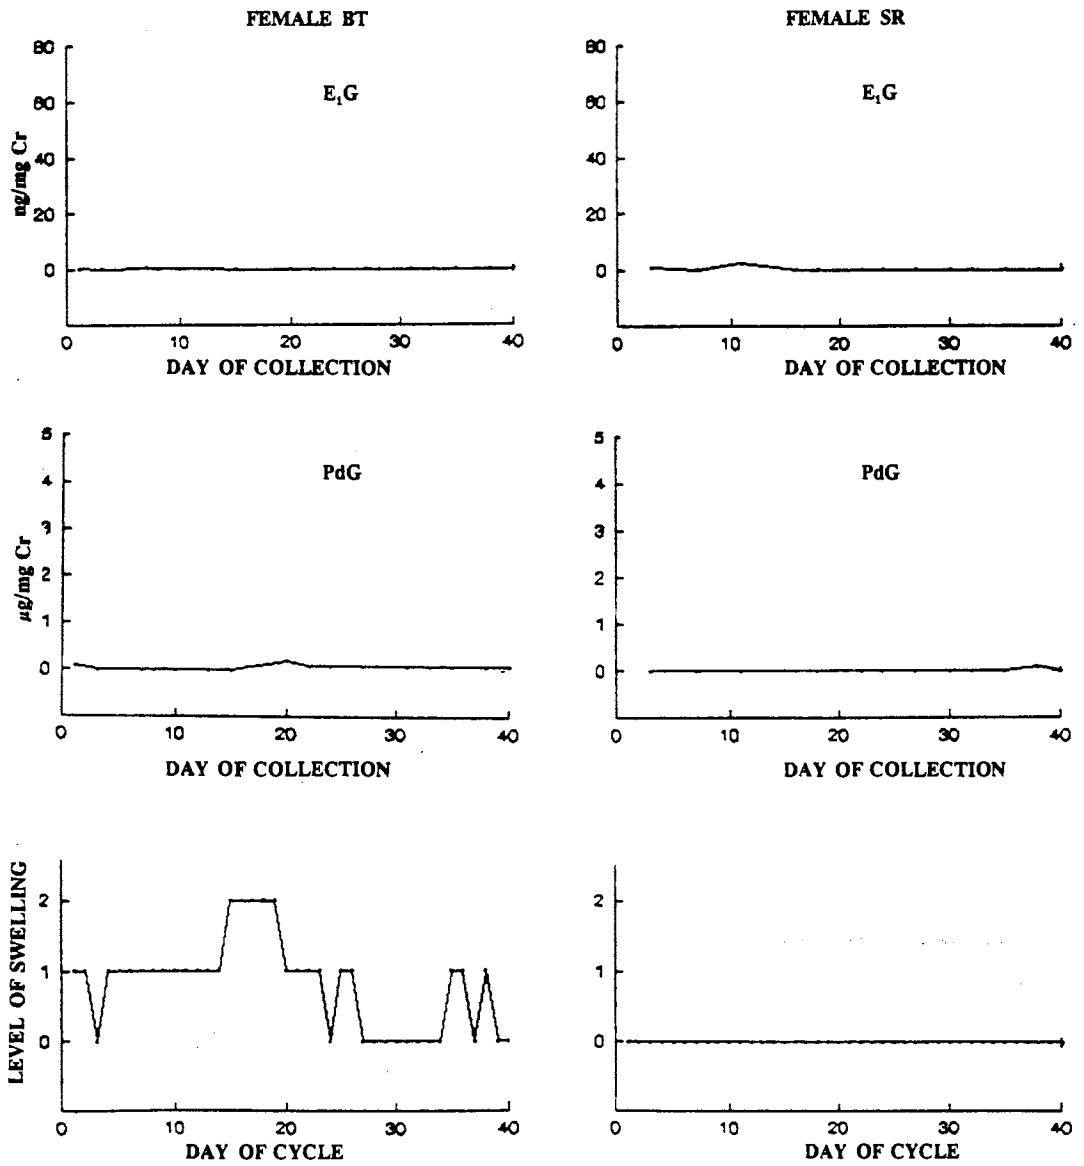 FEMALE BT
FEMALE SR
80
60
40
20
0
ng/mg Cr
E₁G
0 10 20 30 40
DAY OF COLLECTION
80
60
40
20
0
E₁G
0 10 20 30 40
DAY OF COLLECTION
5
4
3
2
1
0
µg/mg Cr
PdG
0 10 20 30 40
DAY OF COLLECTION
5
4
3
2
1
0
PdG
0 10 20 30 40
DAY OF COLLECTION
2
1
0
LEVEL OF SWELLING
0 10 20 30 40
DAY OF CYCLE
2
1
0
0 10 20 30 40
DAY OF CYCLE